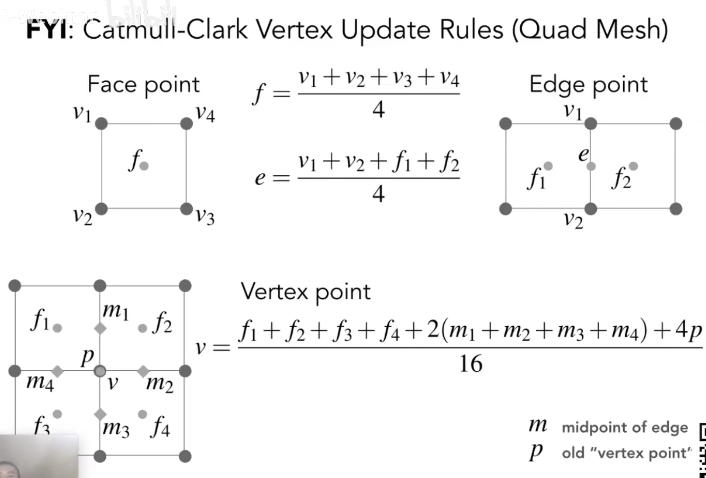 FYI: Catmull-Clark Vertex Update Rules (Quad Mesh)
Face point
f = (v₁ + v₂ + v₃ + v₄) / 4
Edge point
v₁
v₄
f
v₂
v₃
e = (v₁ + v₂ + f₁ + f₂) / 4
v₁
e
f₁
f₂
v₂
Vertex point
f₁
m₁
f₂
p
m₄
v
m₂
f₃
m₃
f₄
v = (f₁ + f₂ + f₃ + f₄ + 2(m₁ + m₂ + m₃ + m₄) + 4p) / 16
m midpoint of edge
p old "vertex point"